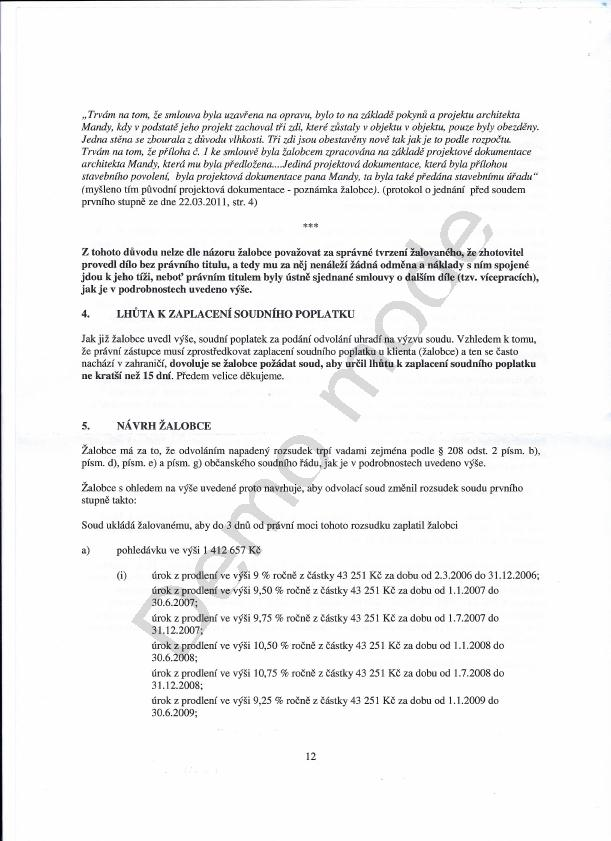 „Trvám na tom, že smlouva byla uzavřena na opravu, bylo to na základě pokynů a projektu architekta
Mandy, kdy v podstatě jeho projekt zachoval tři zdi, které zůstaly v objektu v objektu, pouze byly obezděny.
Jedna stěna se zbourala z důvodu vlhkosti. Tři zdi jsou obestavěny nově tak jak je to podle rozpočtu.
Trvám na tom, že příloha č. 1 ke smlouvě byla žalobcem zpracována na základě projektové dokumentace
architekta Mandy, která mu byla předložena....Jediná projektová dokumentace, která byla přílohou
stavebního povolení, byla projektová dokumentace pana Mandy, ta byla také předána stavebnímu úřadu“
(myšleno tím původní projektová dokumentace - poznámka žalobce). (protokol o jednání před soudem
prvního stupně ze dne 22.03.2011, str. 4)
***
Z tohoto důvodu nelze dle názoru žalobce považovat za správné tvrzení žalovaného, že zhotovitel
provedl dílo bez právního titulu, a tedy mu za něj nenáleží žádná odměna a náklady s ním spojené
jdou k jeho tíži, neboť právním titulem byly ústně sjednané smlouvy o dalším díle (tzv. vícepracích),
jak je v podrobnostech uvedeno výše.
4. LHŮTA K ZAPLACENÍ SOUDNÍHO POPLATKU
Jak již žalobce uvedl výše, soudní poplatek za podání odvolání uhradí na výzvu soudu. Vzhledem k tomu,
že právní zástupce musí zprostředkovat zaplacení soudního poplatku u klienta (žalobce) a ten se často
nachází v zahraničí, dovoluje se žalobce požádat soud, aby určil lhůtu k zaplacení soudního poplatku
ne kratší než 15 dní. Předem velice děkujeme.
5. NÁVRH ŽALOBCE
Žalobce má za to, že odvoláním napadený rozsudek trpí vadami zejména podle § 208 odst. 2 písm. b),
písm. d), písm. e) a písm. g) občanského soudního řádu, jak je v podrobnostech uvedeno výše.
Žalobce s ohledem na výše uvedené proto navrhuje, aby odvolací soud změnil rozsudek soudu prvního
stupně takto:
Soud ukládá žalovanému, aby do 3 dnů od právní moci tohoto rozsudku zaplatil žalobci
a) pohledávku ve výši 1 412 657 Kč
(i) úrok z prodlení ve výši 9 % ročně z částky 43 251 Kč za dobu od 2.3.2006 do 31.12.2006;
úrok z prodlení ve výši 9,50 % ročně z částky 43 251 Kč za dobu od 1.1.2007 do
30.6.2007;
úrok z prodlení ve výši 9,75 % ročně z částky 43 251 Kč za dobu od 1.7.2007 do
31.12.2007;
úrok z prodlení ve výši 10,50 % ročně z částky 43 251 Kč za dobu od 1.1.2008 do
30.6.2008;
úrok z prodlení ve výši 10,75 % ročně z částky 43 251 Kč za dobu od 1.7.2008 do
31.12.2008;
úrok z prodlení ve výši 9,25 % ročně z částky 43 251 Kč za dobu od 1.1.2009 do
30.6.2009;
12
Demo mode